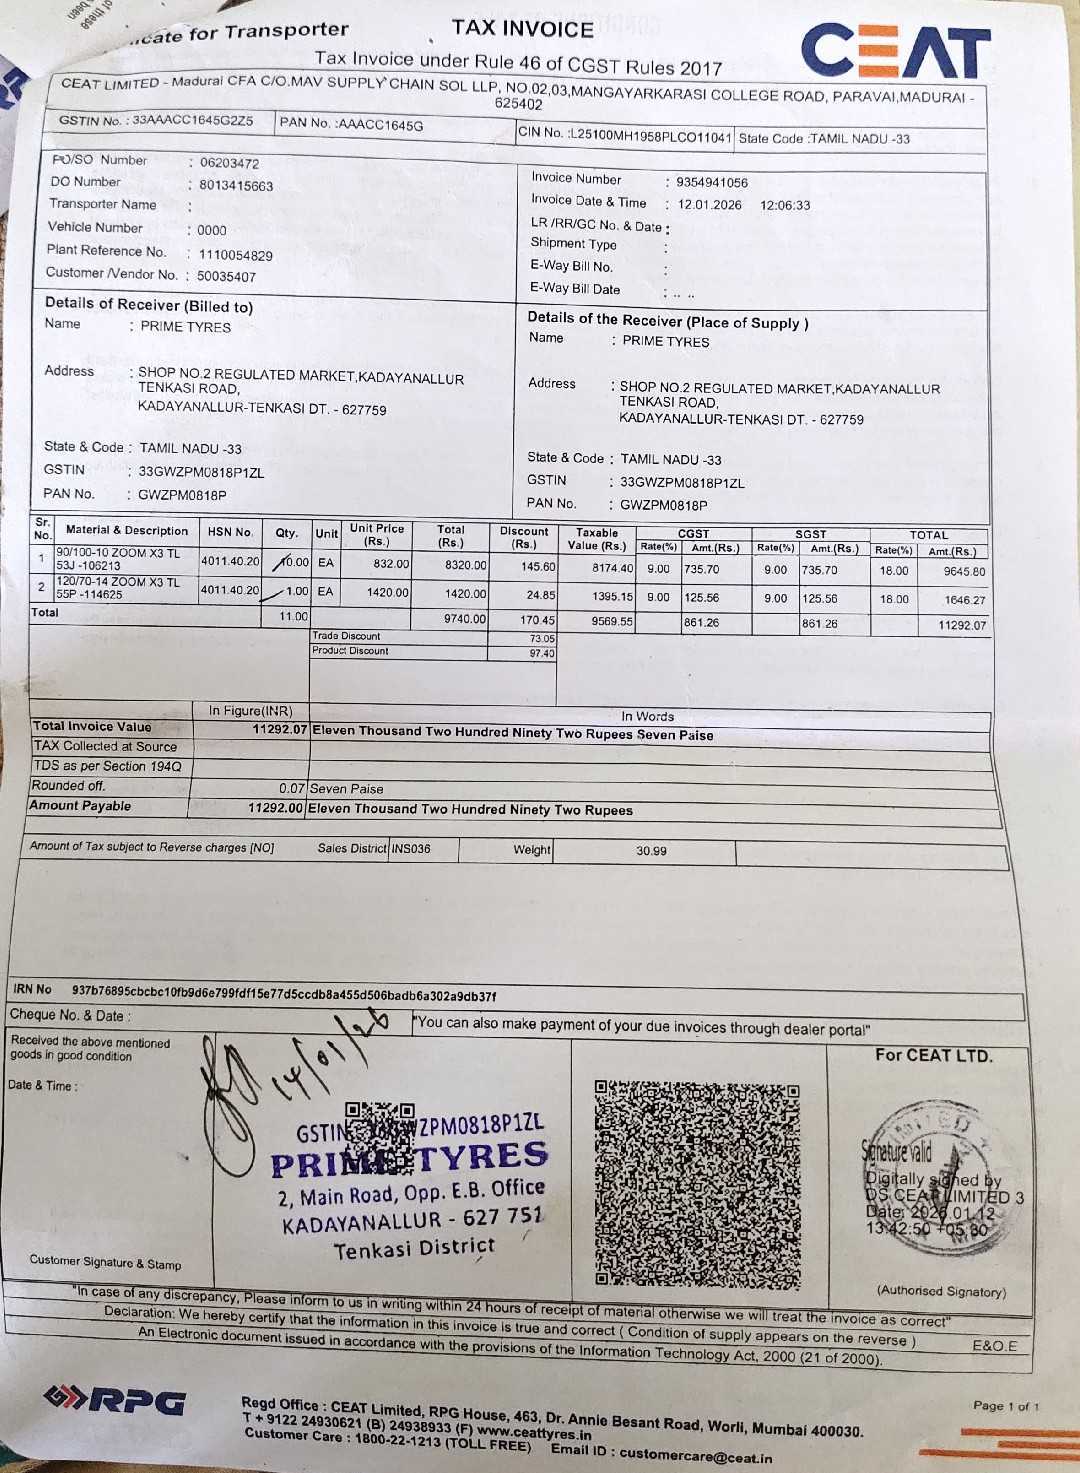 of these
been
icate for Transporter
TAX INVOICE
CEAT
Tax Invoice under Rule 46 of CGST Rules 2017
CEAT LIMITED - Madurai CFA C/O.MAV SUPPLY CHAIN SOL LLP, NO.02,03,MANGAYARKARASI COLLEGE ROAD, PARAVAI,MADURAI - 625402
GSTIN No. : 33AAACC1645G2Z5 PAN No. :AAACC1645G CIN No. :L25100MH1958PLCO11041 State Code :TAMIL NADU -33
PO/SO Number : 06203472
DO Number : 8013415663
Transporter Name :
Vehicle Number : 0000
Plant Reference No. : 1110054829
Customer /Vendor No. : 50035407
Invoice Number : 9354941056
Invoice Date & Time : 12.01.2026 12:06:33
LR /RR/GC No. & Date :
Shipment Type :
E-Way Bill No. :
E-Way Bill Date : .. ..
Details of Receiver (Billed to)
Name : PRIME TYRES
Address : SHOP NO.2 REGULATED MARKET,KADAYANALLUR
TENKASI ROAD,
KADAYANALLUR-TENKASI DT. - 627759
State & Code : TAMIL NADU -33
GSTIN : 33GWZPM0818P1ZL
PAN No. : GWZPM0818P
Details of the Receiver (Place of Supply )
Name : PRIME TYRES
Address : SHOP NO.2 REGULATED MARKET,KADAYANALLUR
TENKASI ROAD,
KADAYANALLUR-TENKASI DT. - 627759
State & Code : TAMIL NADU -33
GSTIN : 33GWZPM0818P1ZL
PAN No. : GWZPM0818P
Sr. No. Material & Description HSN No. Qty. Unit Unit Price (Rs.) Total (Rs.) Discount (Rs.) Taxable Value (Rs.) CGST Rate(%) Amt.(Rs.) SGST Rate(%) Amt.(Rs.) TOTAL Rate(%) Amt.(Rs.)
1 90/100-10 ZOOM X3 TL 53J -106213 4011.40.20 10.00 EA 832.00 8320.00 145.60 8174.40 9.00 735.70 9.00 735.70 18.00 9645.80
2 120/70-14 ZOOM X3 TL 55P -114625 4011.40.20 1.00 EA 1420.00 1420.00 24.85 1395.15 9.00 125.56 9.00 125.56 18.00 1646.27
Total 11.00 9740.00 170.45 9569.55 861.26 861.26 11292.07
Trade Discount 73.05
Product Discount 97.40
In Figure(INR) In Words
Total Invoice Value 11292.07 Eleven Thousand Two Hundred Ninety Two Rupees Seven Paise
TAX Collected at Source
TDS as per Section 194Q
Rounded off. 0.07 Seven Paise
Amount Payable 11292.00 Eleven Thousand Two Hundred Ninety Two Rupees
Amount of Tax subject to Reverse charges [NO] Sales District INS036 Weight 30.99
IRN No 937b76895cbcbc10fb9d6e799fdf15e77d5ccdb8a455d506badb6a302a9db37f
Cheque No. & Date :
"You can also make payment of your due invoices through dealer portal"
Received the above mentioned
goods in good condition
Date & Time :
14/01/26
GSTIN ZPM0818P1ZL
PRIME TYRES
2, Main Road, Opp. E.B. Office
KADAYANALLUR - 627 751
Tenkasi District
Customer Signature & Stamp
For CEAT LTD.
Signature valid
Digitally signed by
DS CEAT LIMITED 3
Date: 2026.01.12
13:42:50 +05:30
(Authorised Signatory)
"In case of any discrepancy, Please inform to us in writing within 24 hours of receipt of material otherwise we will treat the invoice as correct"
Declaration: We hereby certify that the information in this invoice is true and correct ( Condition of supply appears on the reverse )
An Electronic document issued in accordance with the provisions of the Information Technology Act, 2000 (21 of 2000).
E&O.E
RPG
Regd Office : CEAT Limited, RPG House, 463, Dr. Annie Besant Road, Worli, Mumbai 400030.
T + 9122 24930621 (B) 24938933 (F) www.ceattyres.in
Customer Care : 1800-22-1213 (TOLL FREE) Email ID : customercare@ceat.in
Page 1 of 1